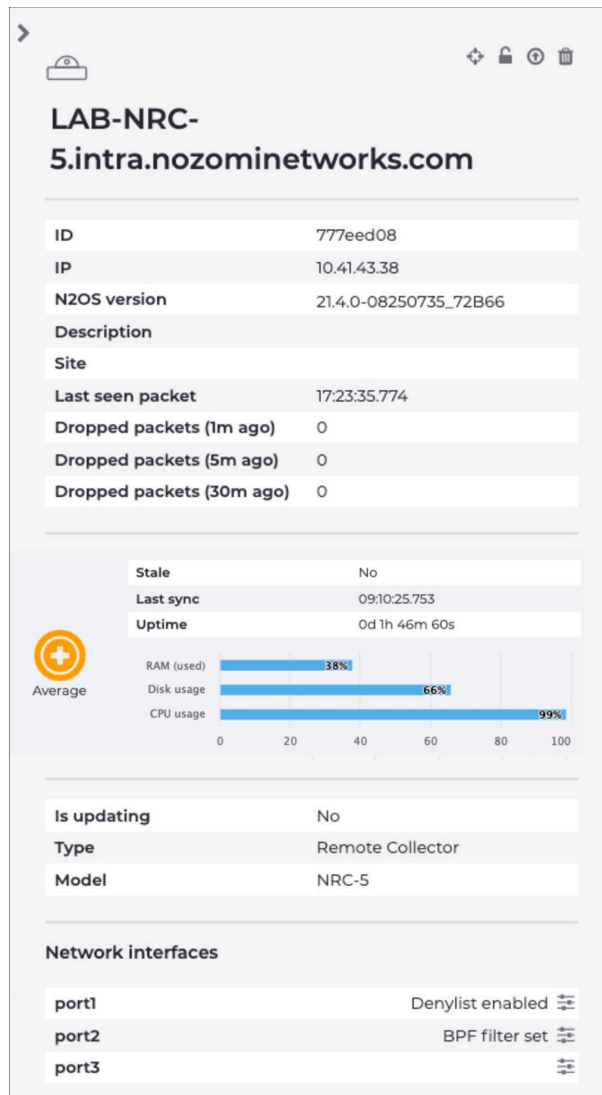 LAB-NRC-
5.intra.nozominetworks.com
ID 777eed08
IP 10.41.43.38
N2OS version 21.4.0-08250735_72B66
Description
Site
Last seen packet 17:23:35.774
Dropped packets (1m ago) 0
Dropped packets (5m ago) 0
Dropped packets (30m ago) 0
Stale No
Last sync 09:10:25.753
Uptime 0d 1h 46m 60s
Average
RAM (used) 38%
Disk usage 66%
CPU usage 99%
0 20 40 60 80 100
Is updating No
Type Remote Collector
Model NRC-5
Network interfaces
port1 Denylist enabled
port2 BPF filter set
port3